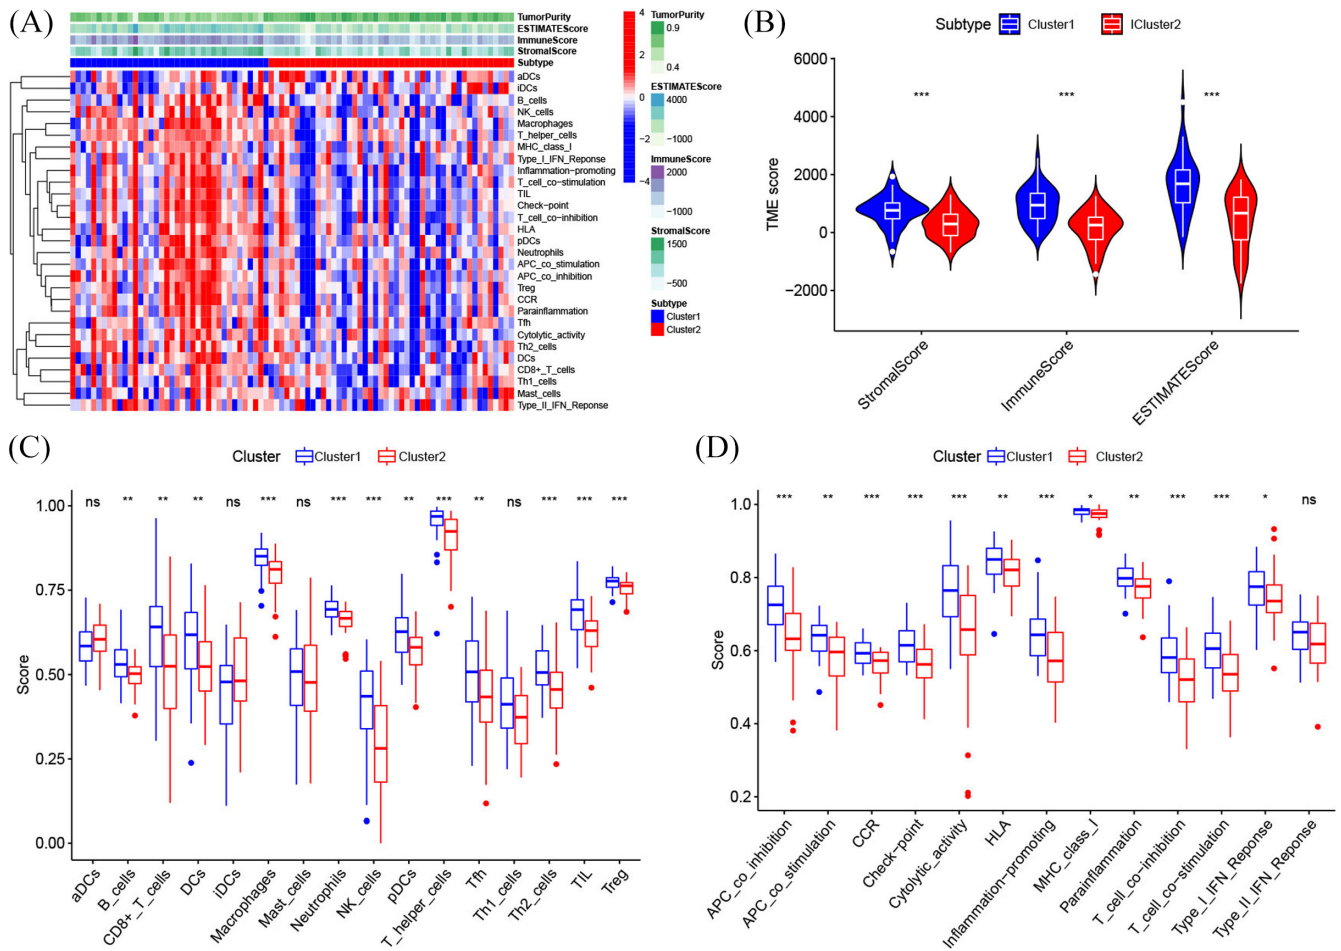 (A)
TumorPurity
ESTIMATEScore
ImmuneScore
StromalScore
Subtype
aDCs
iDCs
B_cells
NK_cells
Macrophages
T_helper_cells
MHC_class_I
Type_I_IFN_Reponse
Inflammation-promoting
T_cell_co-stimulation
TIL
Check-point
T_cell_co-inhibition
HLA
pDCs
Neutrophils
APC_co_stimulation
APC_co_inhibition
Treg
CCR
Parainflammation
Tfh
Cytolytic_activity
Th2_cells
DCs
CD8+_T_cells
Th1_cells
Mast_cells
Type_II_IFN_Reponse
4
2
0
−2
−4
TumorPurity
0.9
0.4
ESTIMATEScore
4000
−1000
ImmuneScore
2000
−1000
StromalScore
1500
−500
Subtype
Cluster1
Cluster2
(B)
Subtype Cluster1 ICluster2
TME score
6000
4000
2000
0
−2000
*** *** ***
StromalScore
ImmuneScore
ESTIMATEScore
(C)
Cluster Cluster1 Cluster2
Score
1.00
0.75
0.50
0.25
0.00
ns ** ** ** ns *** ns *** *** ** *** ** ns *** *** ***
aDCs
B_cells
CD8+_T_cells
DCs
iDCs
Macrophages
Mast_cells
Neutrophils
NK_cells
pDCs
T_helper_cells
Tfh
Th1_cells
Th2_cells
TIL
Treg
(D)
Cluster Cluster1 Cluster2
Score
1.0
0.8
0.6
0.4
0.2
*** ** *** *** *** ** *** * ** *** *** * ns
APC_co_inhibition
APC_co_stimulation
CCR
Check-point
Cytolytic_activity
HLA
Inflammation-promoting
MHC_class_I
Parainflammation
T_cell_co-inhibition
T_cell_co-stimulation
Type_I_IFN_Reponse
Type_II_IFN_Reponse